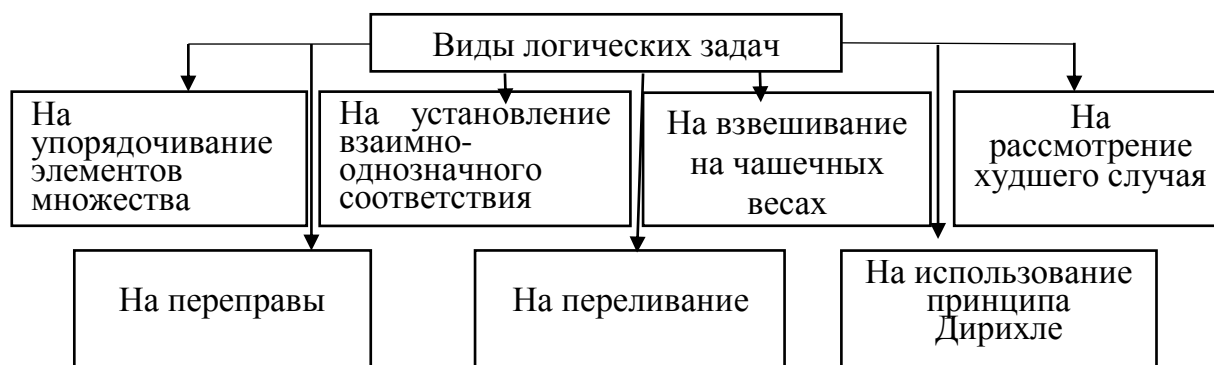 Виды логических задач
На
упорядочивание
элементов
множества
На установление
взаимно-
однозначного
соответствия
На взвешивание
на чашечных
весах
На
рассмотрение
худшего случая
На переправы
На переливание
На использование
принципа
Дирихле